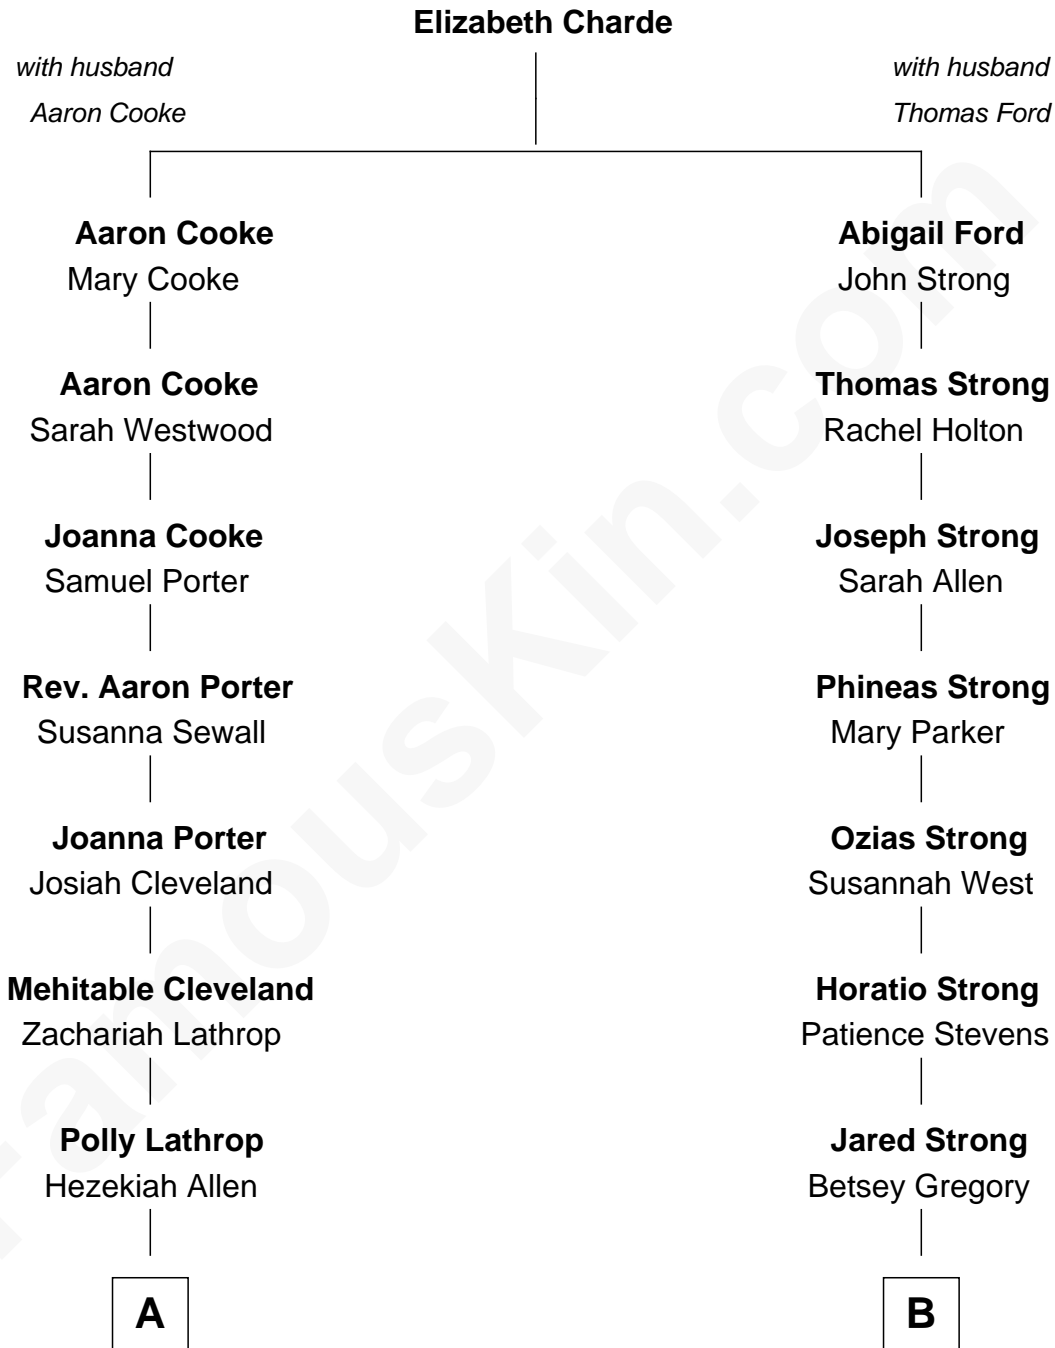 Elizabeth Charde
with husband
Aaron Cooke
with husband
Thomas Ford
Aaron Cooke
Mary Cooke
Abigail Ford
John Strong
Aaron Cooke
Sarah Westwood
Thomas Strong
Rachel Holton
Joanna Cooke
Samuel Porter
Joseph Strong
Sarah Allen
Rev. Aaron Porter
Susanna Sewall
Phineas Strong
Mary Parker
Joanna Porter
Josiah Cleveland
Ozias Strong
Susannah West
Mehitable Cleveland
Zachariah Lathrop
Horatio Strong
Patience Stevens
Polly Lathrop
Hezekiah Allen
Jared Strong
Betsey Gregory
A
B
FamousKin.com